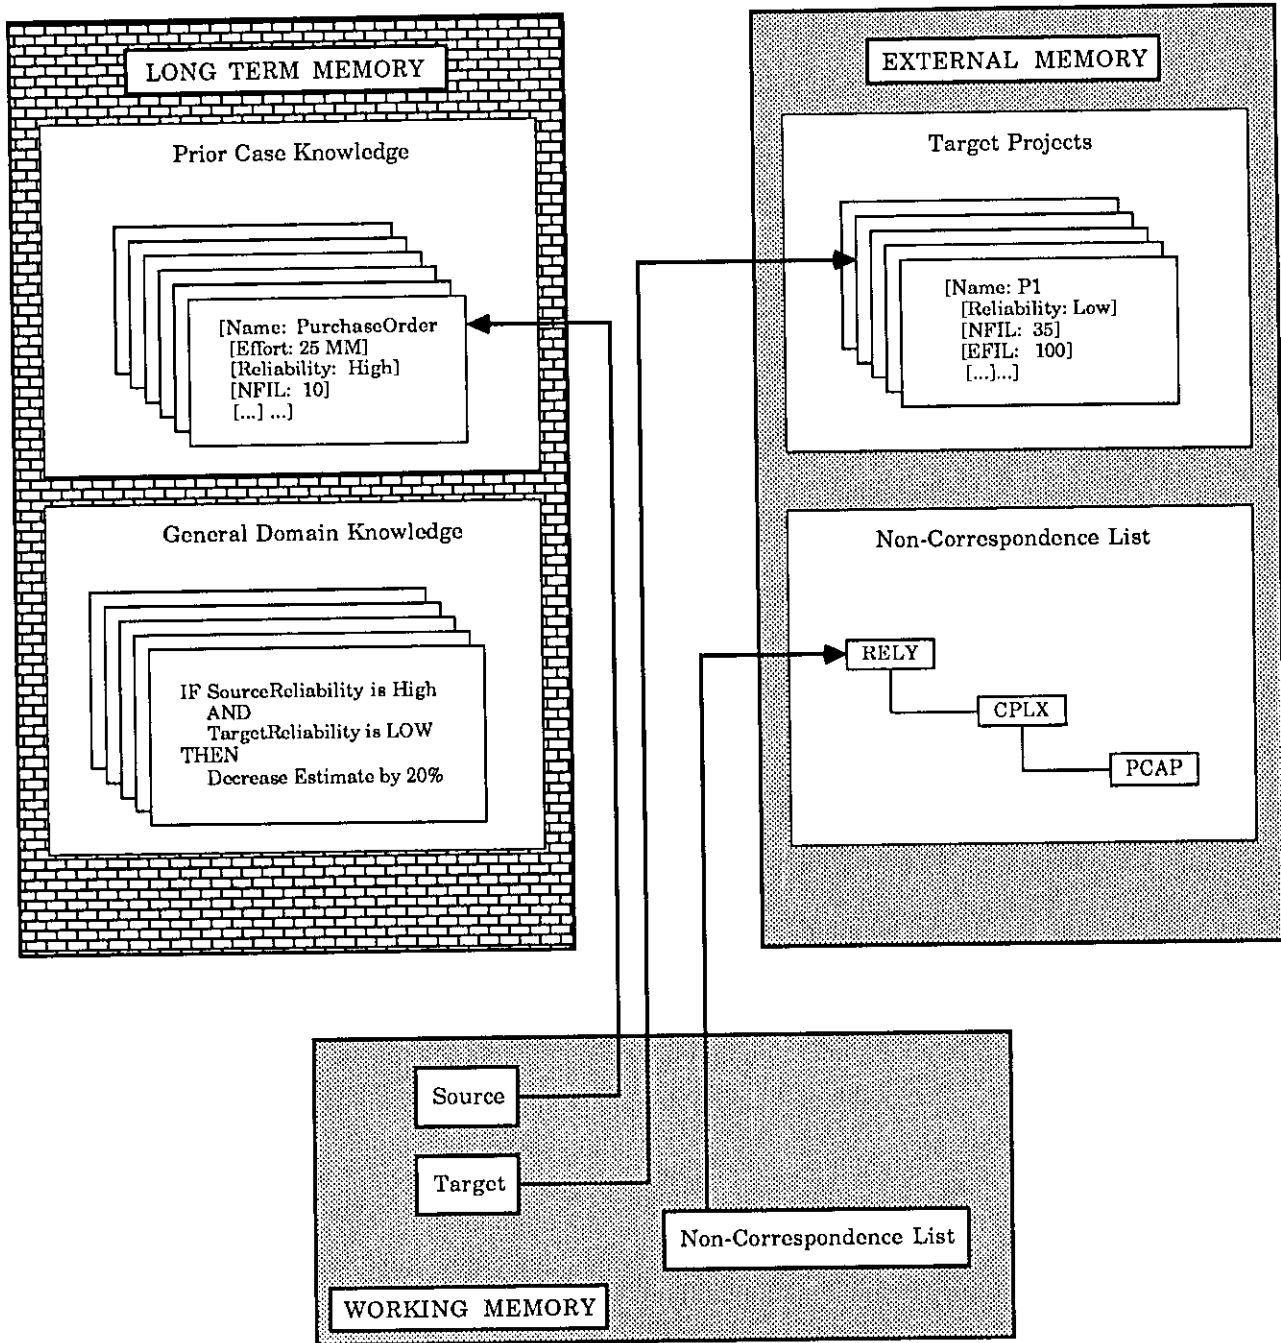 LONG TERM MEMORY
Prior Case Knowledge
[Name: PurchaseOrder
[Effort: 25 MM]
[Reliability: High]
[NFIL: 10]
[...] ...]
General Domain Knowledge
IF SourceReliability is High
AND
TargetReliability is LOW
THEN
Decrease Estimate by 20%
EXTERNAL MEMORY
Target Projects
[Name: P1
[Reliability: Low]
[NFIL: 35]
[EFIL: 100]
[...]...]
Non-Correspondence List
RELY
CPLX
PCAP
Source
Target
Non-Correspondence List
WORKING MEMORY